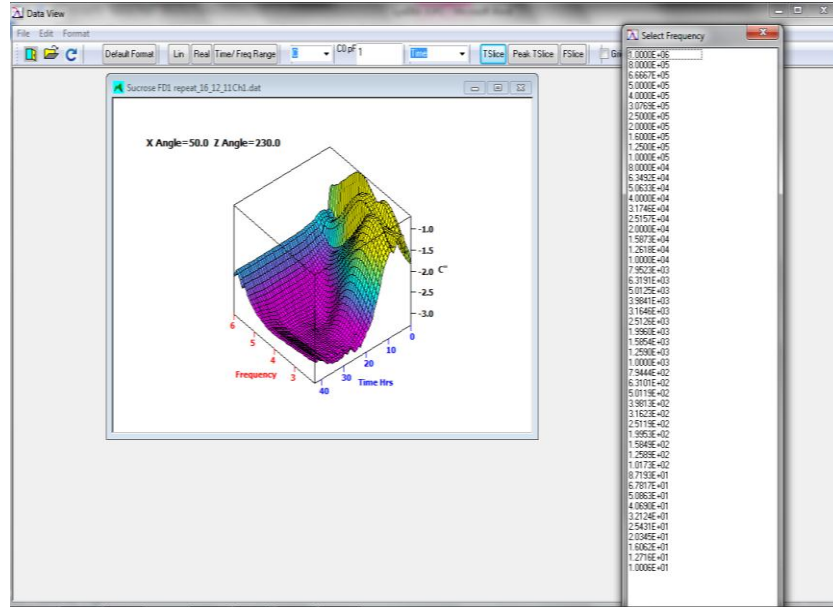 Data View
File Edit Format
Default Format Lin Real Time/ Freq Range C0 pF 1 Time TSlice Peak TSlice FSlice
Sucrose FD1 repeat_16_12_11Ch1.dat
X Angle=50.0 Z Angle=230.0
-1.0
-1.5
-2.0 C"
-2.5
-3.0
6
5
4
3
Frequency
0
10
20
30
40
Time Hrs
Select Frequency
1.0000E+06
8.0000E+05
6.6667E+05
5.0000E+05
4.0000E+05
3.0769E+05
2.5000E+05
2.0000E+05
1.6000E+05
1.2500E+05
1.0000E+05
8.0000E+04
6.3492E+04
5.0633E+04
4.0000E+04
3.1746E+04
2.5157E+04
2.0000E+04
1.5873E+04
1.2618E+04
1.0000E+04
7.9523E+03
6.3191E+03
5.0125E+03
3.9841E+03
3.1646E+03
2.5126E+03
1.9960E+03
1.5854E+03
1.2590E+03
1.0000E+03
7.9444E+02
6.3101E+02
5.0119E+02
3.9813E+02
3.1623E+02
2.5119E+02
1.9953E+02
1.5849E+02
1.2589E+02
1.0173E+02
8.7193E+01
6.7817E+01
5.0863E+01
4.0690E+01
3.2124E+01
2.5431E+01
2.0345E+01
1.6062E+01
1.2716E+01
1.0006E+01